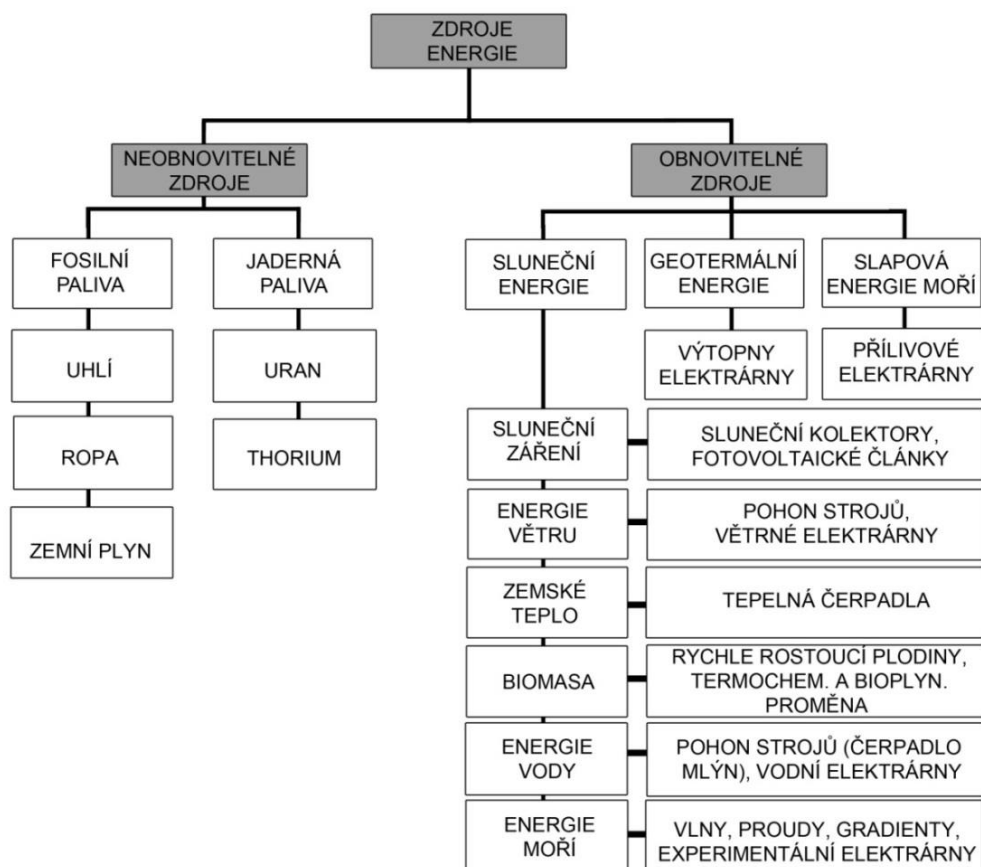 ZDROJE
ENERGIE
NEOBNOVITELNÉ
ZDROJE
OBNOVITELNÉ
ZDROJE
FOSILNÍ
PALIVA
JADERNÁ
PALIVA
SLUNEČNÍ
ENERGIE
GEOTERMÁLNÍ
ENERGIE
SLAPOVÁ
ENERGIE MOŘÍ
UHLÍ
URAN
VÝTOPNY
ELEKTRÁRNY
PŘÍLIVOVÉ
ELEKTRÁRNY
ROPA
THORIUM
SLUNEČNÍ
ZÁŘENÍ
SLUNEČNÍ KOLEKTORY,
FOTOVOLTAICKÉ ČLÁNKY
ZEMNÍ PLYN
ENERGIE
VĚTRU
POHON STROJŮ,
VĚTRNÉ ELEKTRÁRNY
ZEMSKÉ
TEPLO
TEPELNÁ ČERPADLA
BIOMASA
RYCHLE ROSTOUCÍ PLODINY,
TERMOCHEM. A BIOPLYN.
PROMĚNA
ENERGIE
VODY
POHON STROJŮ (ČERPADLO
MLÝN), VODNÍ ELEKTRÁRNY
ENERGIE
MOŘÍ
VLNY, PROUDY, GRADIENTY,
EXPERIMENTÁLNÍ ELEKTRÁRNY